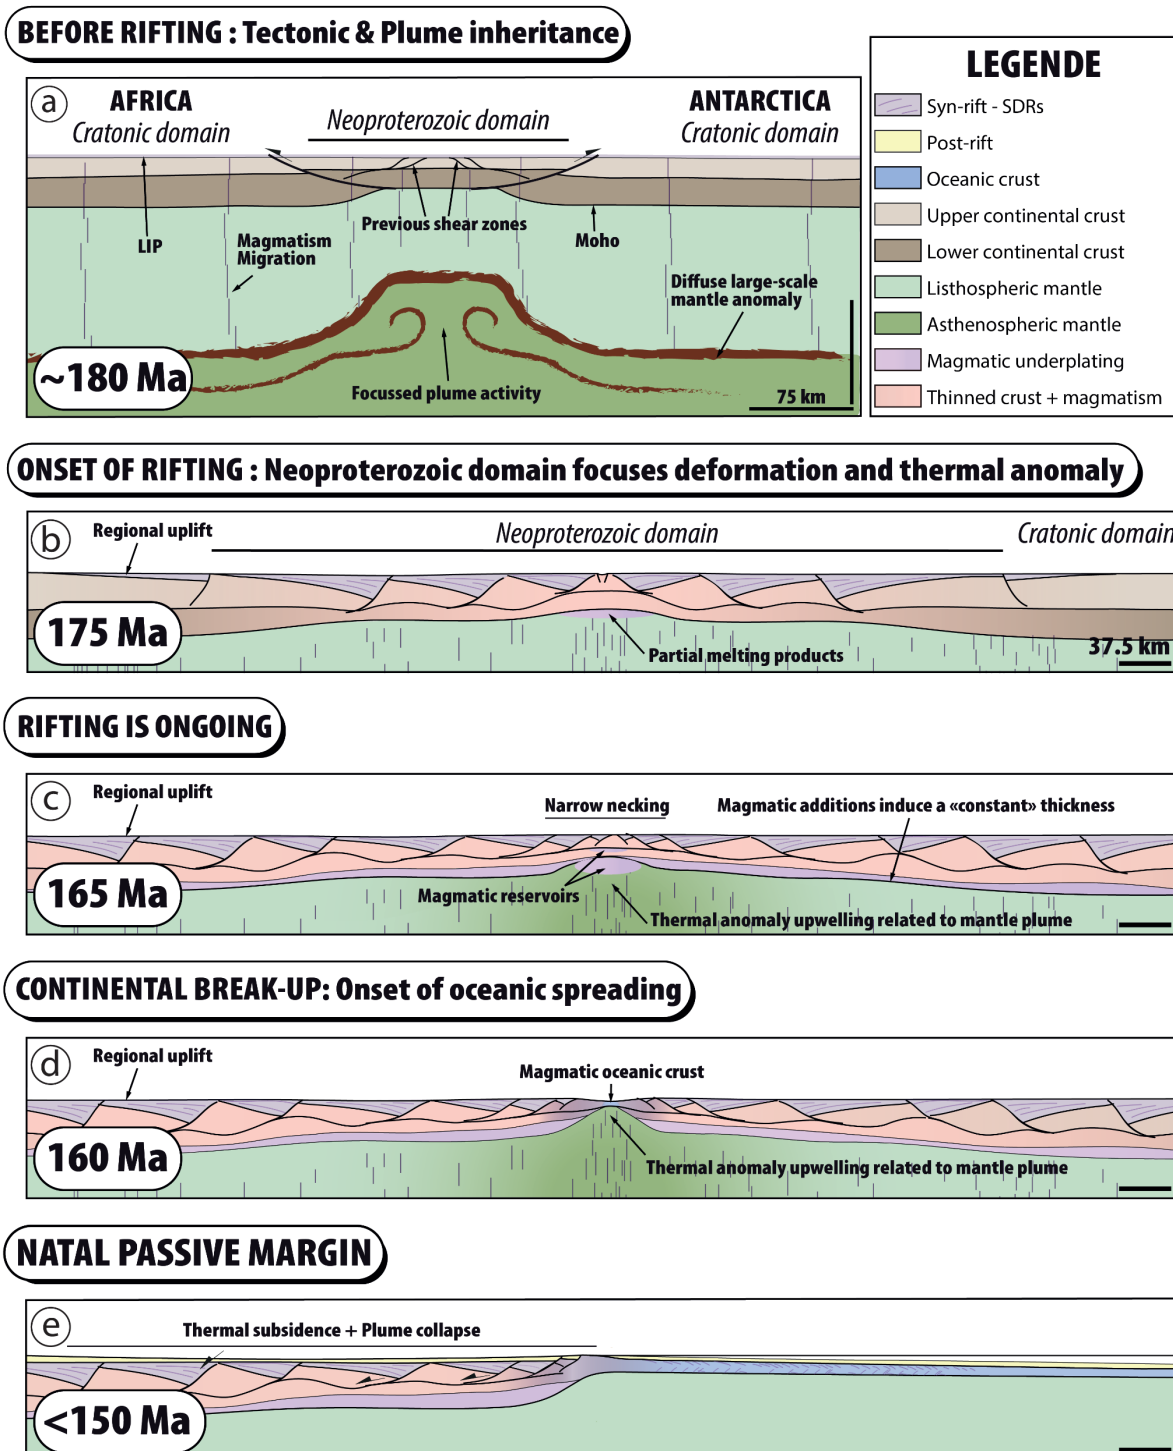 BEFORE RIFTING : Tectonic & Plume inheritance
a
AFRICA
Cratonic domain
Neoproterozoic domain
ANTARCTICA
Cratonic domain
LIP
Magmatism
Migration
Previous shear zones
Moho
Diffuse large-scale
mantle anomaly
Focussed plume activity
~180 Ma
75 km
LEGENDE
Syn-rift - SDRs
Post-rift
Oceanic crust
Upper continental crust
Lower continental crust
Listhospheric mantle
Asthenospheric mantle
Magmatic underplating
Thinned crust + magmatism
ONSET OF RIFTING : Neoproterozoic domain focuses deformation and thermal anomaly
b
Regional uplift
Neoproterozoic domain
Cratonic domain
175 Ma
Partial melting products
37.5 km
RIFTING IS ONGOING
c
Regional uplift
Narrow necking
Magmatic additions induce a «constant» thickness
165 Ma
Magmatic reservoirs
Thermal anomaly upwelling related to mantle plume
CONTINENTAL BREAK-UP: Onset of oceanic spreading
d
Regional uplift
Magmatic oceanic crust
160 Ma
Thermal anomaly upwelling related to mantle plume
NATAL PASSIVE MARGIN
e
Thermal subsidence + Plume collapse
<150 Ma